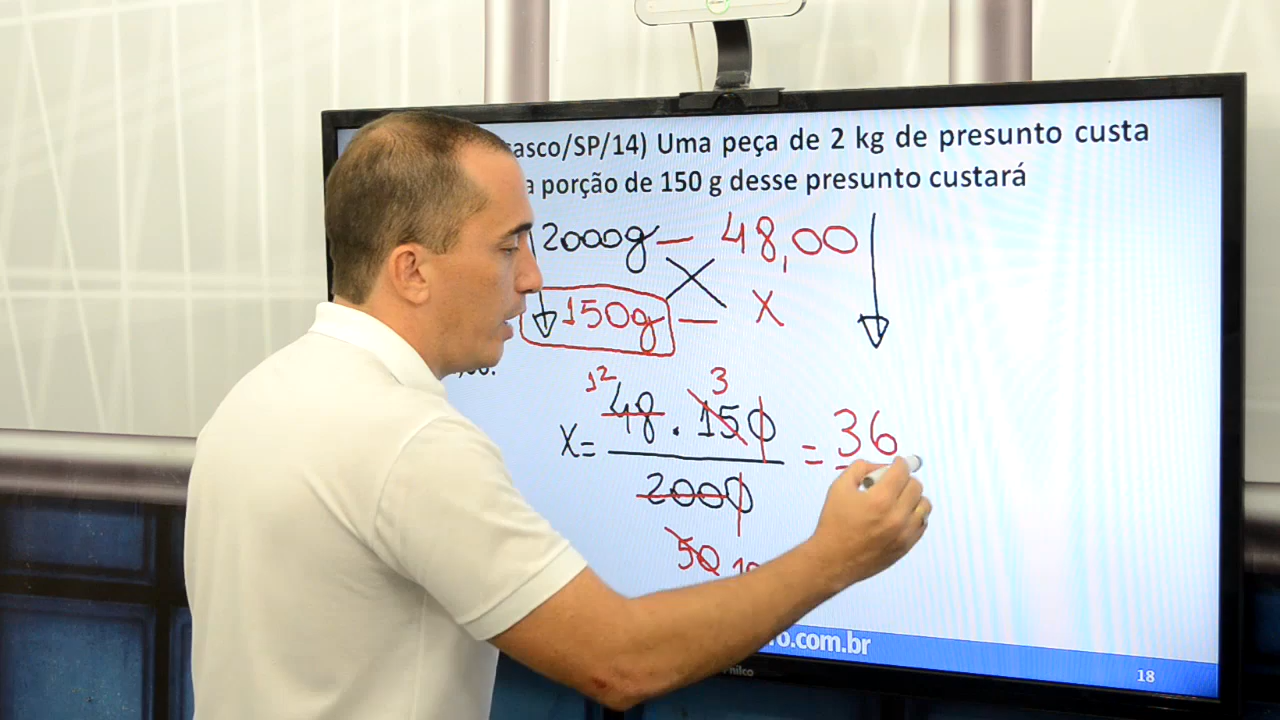 asco/SP/14) Uma peça de 2 kg de presunto custa
a porção de 150 g desse presunto custará
2000g — 48,00
150g — X
12 3
X = 48 . 150 = 36
2000
50 10
o.com.br
18